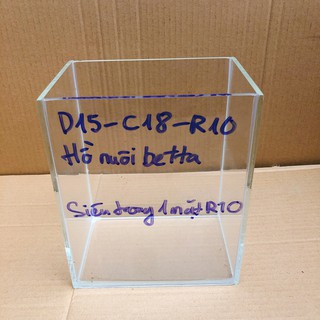 D15-C18-R10
Hồ nuôi betta
Siêu trong 1 mặt R10